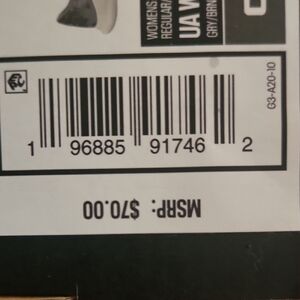 WOMENS
REGULAR/
UA W
GRY/BRN
G3-A20-10
1 96885 91746 2
MSRP: $70.00